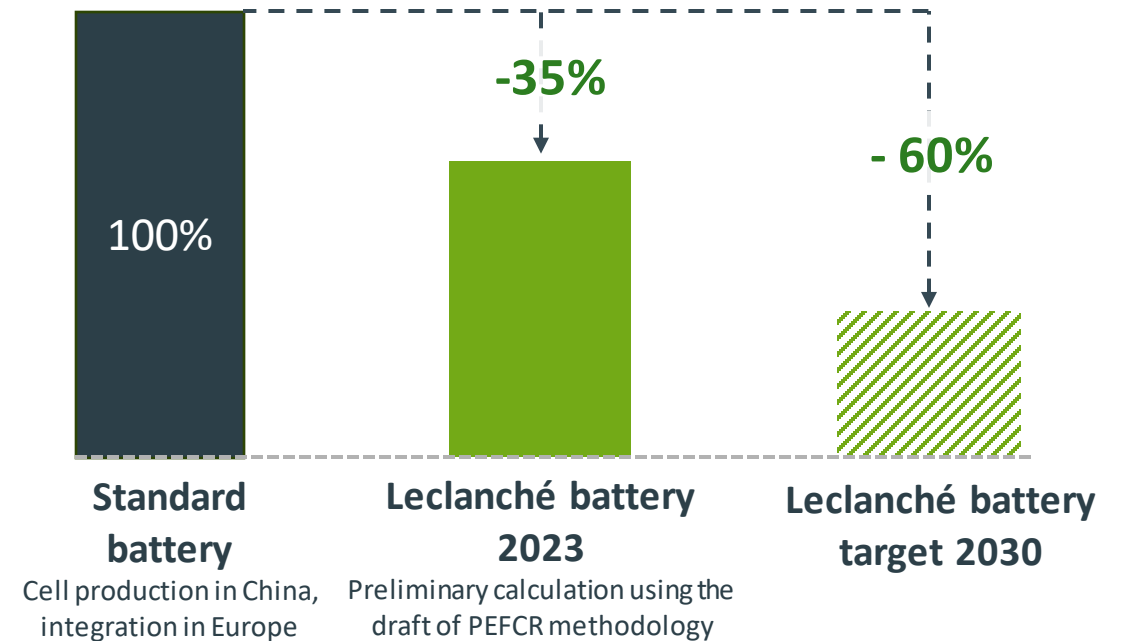 -35%
- 60%
100%
Standard
battery
Cell production in China,
integration in Europe
Leclanché battery
2023
Preliminary calculation using the
draft of PEFCR methodology
Leclanché battery
target 2030